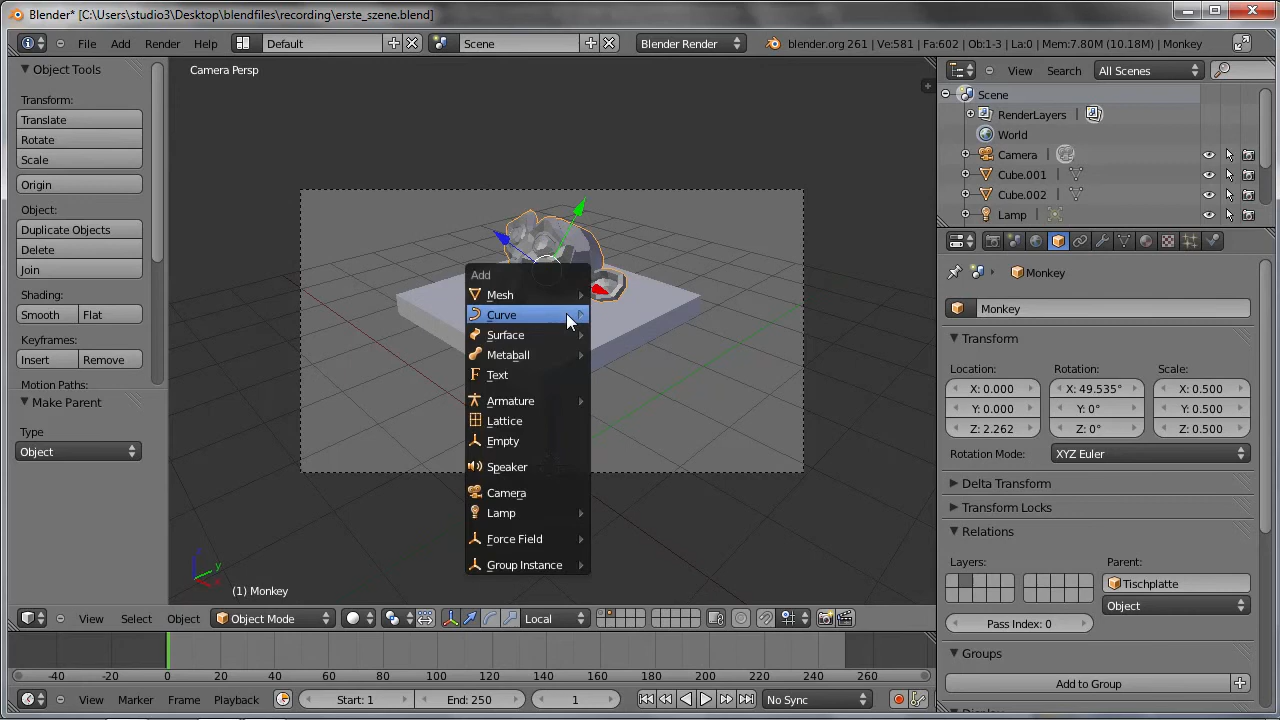 Blender* [C:\Users\studio3\Desktop\blendfiles\recording\erste_szene.blend]
File Add Render Help Default Scene Blender Render blender.org 261 | Ve:581 | Fa:602 | Ob:1-3 | La:0 | Mem:7.80M (10.18M) | Monkey
Object Tools
Transform:
Translate
Rotate
Scale
Origin
Object:
Duplicate Objects
Delete
Join
Shading:
Smooth Flat
Keyframes:
Insert Remove
Motion Paths:
Make Parent
Type
Object
Camera Persp
Add
Mesh
Curve
Surface
Metaball
Text
Armature
Lattice
Empty
Speaker
Camera
Lamp
Force Field
Group Instance
(1) Monkey
View Select Object Object Mode Local
View Search All Scenes
Scene
RenderLayers |
World
Camera |
Cube.001 |
Cube.002 |
Lamp |
Monkey
Monkey
Transform
Location: Rotation: Scale:
X: 0.000 X: 49.535° X: 0.500
Y: 0.000 Y: 0° Y: 0.500
Z: 2.262 Z: 0° Z: 0.500
Rotation Mode: XYZ Euler
Delta Transform
Transform Locks
Relations
Layers: Parent:
Tischplatte
Object
Pass Index: 0
Groups
Add to Group
Display
-40 -20 0 20 40 60 80 100 120 140 160 180 200 220 240 260
View Marker Frame Playback Start: 1 End: 250 1 No Sync